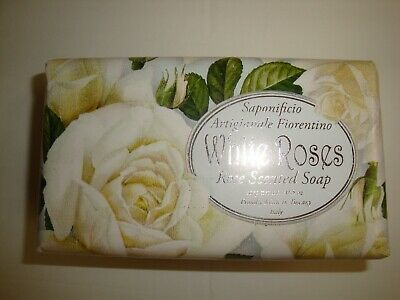 Saponificio
Artigianale Fiorentino
White Roses
Rose Scented Soap
Italy